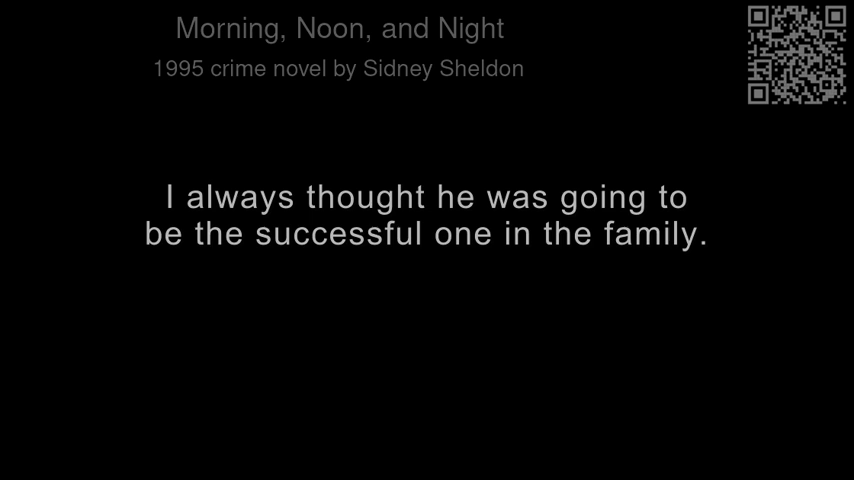 Morning, Noon, and Night
1995 crime novel by Sidney Sheldon
I always thought he was going to
be the successful one in the family.